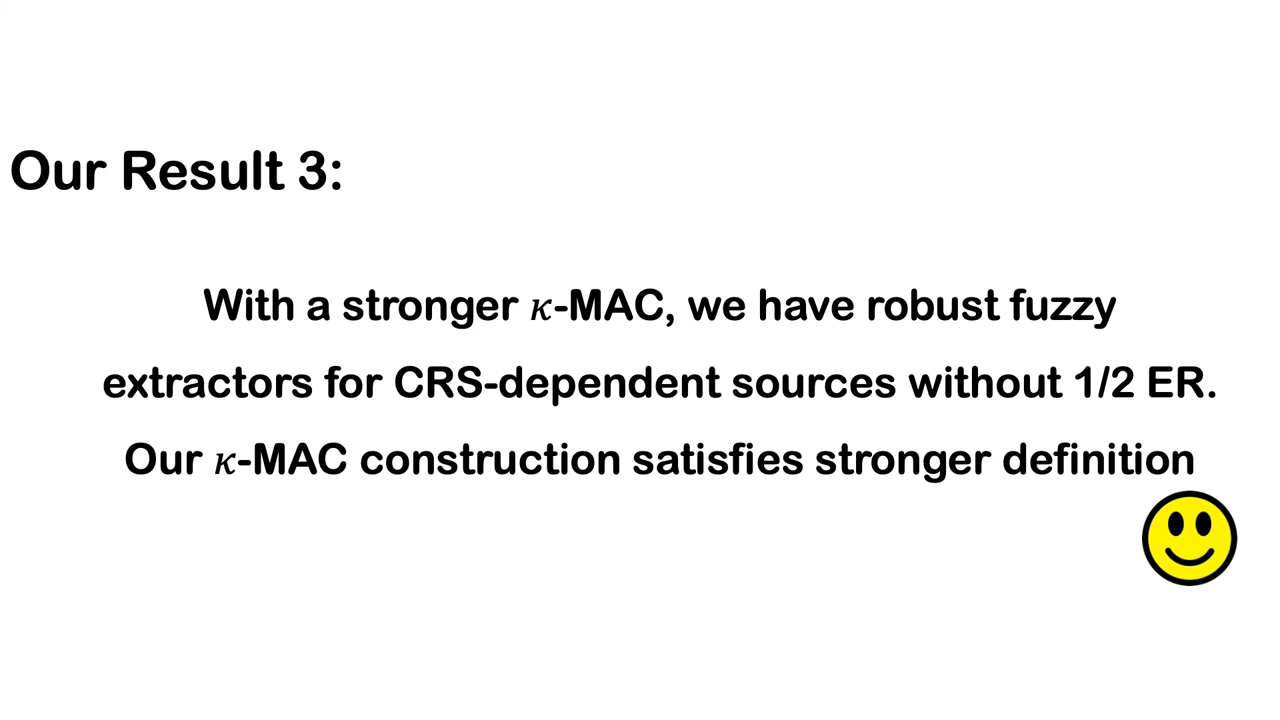 Our Result 3:
With a stronger κ-MAC, we have robust fuzzy
extractors for CRS-dependent sources without 1/2 ER.
Our κ-MAC construction satisfies stronger definition